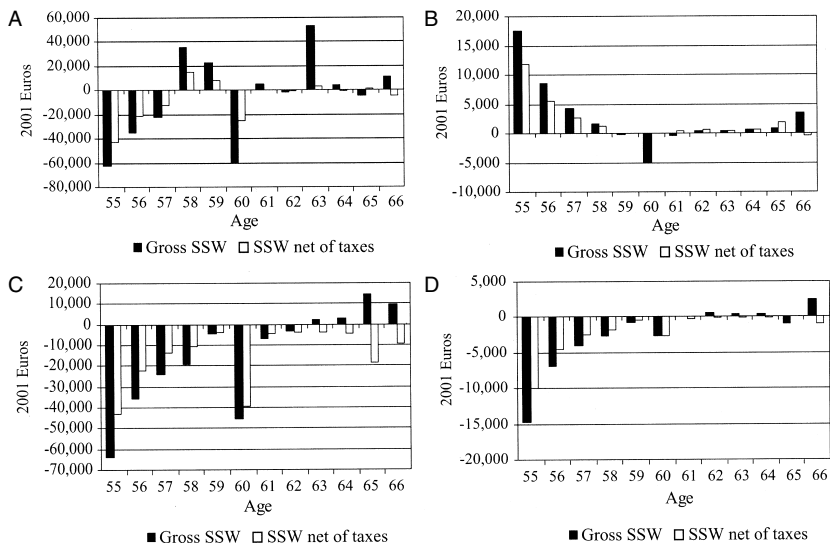 A
60,000
40,000
20,000
0
-20,000
-40,000
-60,000
-80,000
2001 Euros
55 56 57 58 59 60 61 62 63 64 65 66
Age
Gross SSW SSW net of taxes
B
20,000
15,000
10,000
5,000
0
-5,000
-10,000
2001 Euros
55 56 57 58 59 60 61 62 63 64 65 66
Age
Gross SSW SSW net of taxes
C
20,000
10,000
0
-10,000
-20,000
-30,000
-40,000
-50,000
-60,000
-70,000
2001 Euros
55 56 57 58 59 60 61 62 63 64 65 66
Age
Gross SSW SSW net of taxes
D
5,000
0
-5,000
-10,000
-15,000
-20,000
2001 Euros
55 56 57 58 59 60 61 62 63 64 65 66
Age
Gross SSW SSW net of taxes